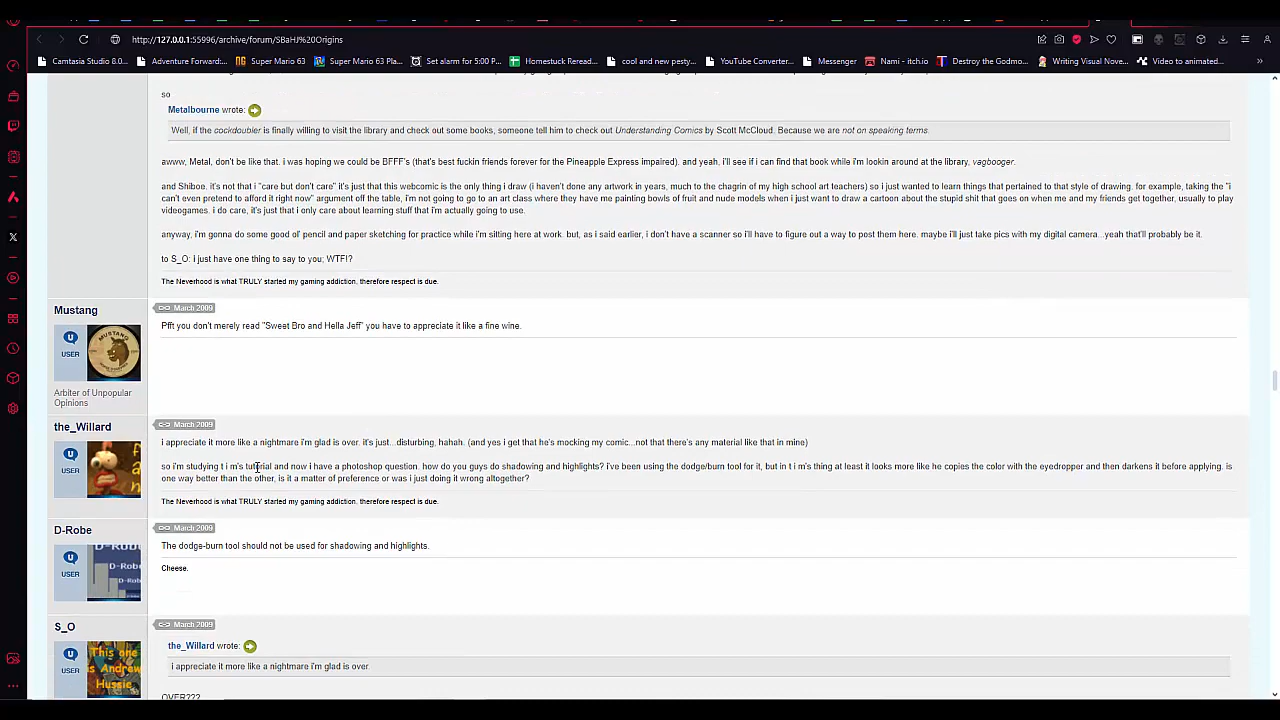 http://127.0.0.1:55996/archive/forum/SBaHJ%20Origins
Camtasia Studio 8.0... Adventure Forward:... Super Mario 63 Super Mario 63 Pla... Set alarm for 5:00 P... Homestuck Reread... cool and new pesty... YouTube Converter... Messenger Nami - itch.io Destroy the Godmo... Writing Visual Nove... Video to animated... »
so
Metalbourne wrote:
Well, if the cockdoubler is finally willing to visit the library and check out some books, someone tell him to check out Understanding Comics by Scott McCloud. Because we are not on speaking terms.
awww, Metal, don't be like that. i was hoping we could be BFFF's (that's best fuckin friends forever for the Pineapple Express impaired). and yeah, i'll see if i can find that book while i'm lookin around at the library, vagbooger.
and Shiboe. it's not that i "care but don't care" it's just that this webcomic is the only thing i draw (i haven't done any artwork in years, much to the chagrin of my high school art teachers) so i just wanted to learn things that pertained to that style of drawing. for example, taking the "i
can't even pretend to afford it right now" argument off the table, i'm not going to go to an art class where they have me painting bowls of fruit and nude models when i just want to draw a cartoon about the stupid shit that goes on when me and my friends get together, usually to play
videogames. i do care, it's just that i only care about learning stuff that i'm actually going to use.
anyway, i'm gonna do some good ol' pencil and paper sketching for practice while i'm sitting here at work. but, as i said earlier, i don't have a scanner so i'll have to figure out a way to post them here. maybe i'll just take pics with my digital camera...yeah that'll probably be it.
to S_O: i just have one thing to say to you; WTF!?
The Neverhood is what TRULY started my gaming addiction, therefore respect is due.
Mustang
March 2009
USER
MUSTANG
Arbiter of Unpopular
Opinions
Pfft you don't merely read "Sweet Bro and Hella Jeff" you have to appreciate it like a fine wine.
the_Willard
March 2009
USER
i appreciate it more like a nightmare i'm glad is over. it's just...disturbing, hahah. (and yes i get that he's mocking my comic...not that there's any material like that in mine)
so i'm studying t i m's tutorial and now i have a photoshop question. how do you guys do shadowing and highlights? i've been using the dodge/burn tool for it, but in t i m's thing at least it looks more like he copies the color with the eyedropper and then darkens it before applying. is
one way better than the other, is it a matter of preference or was i just doing it wrong altogether?
The Neverhood is what TRULY started my gaming addiction, therefore respect is due.
D-Robe
March 2009
USER
The dodge-burn tool should not be used for shadowing and highlights.
Cheese.
S_O
March 2009
USER
This one
is Andrew
Hussie
the_Willard wrote:
i appreciate it more like a nightmare i'm glad is over
OVER???